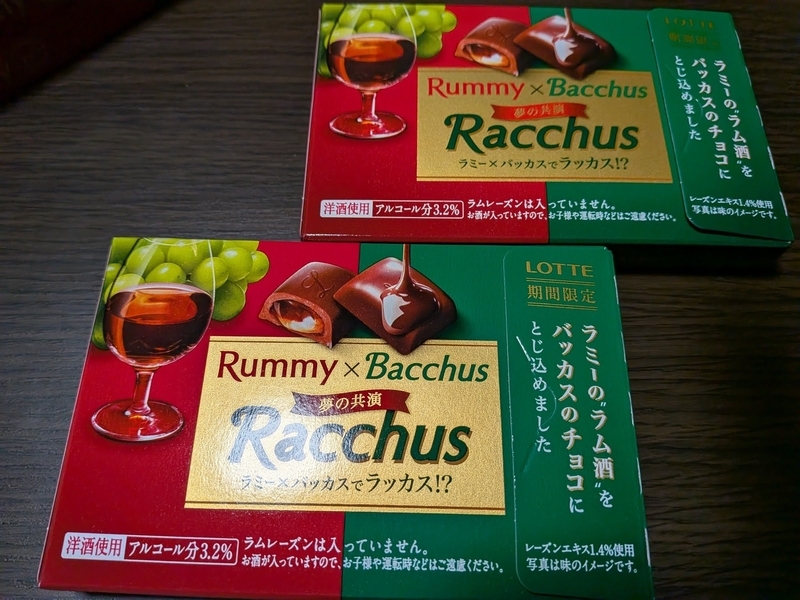 LOTTE
期間限定
Rummy×Bacchus
夢の共演
Racchus
ラミー×バッカスでラッカス!?
ラミーの"ラム酒"を
バッカスのチョコに
とじ込めました
洋酒使用 アルコール分3.2%
ラムレーズンは入っていません。
お酒が入っていますので、お子様や運転時などはご遠慮ください。
レーズンエキス1.4%使用
写真は味のイメージです。
LOTTE
期間限定
Rummy×Bacchus
夢の共演
Racchus
ラミー×バッカスでラッカス!?
ラミーの"ラム酒"を
バッカスのチョコに
とじ込めました
洋酒使用 アルコール分3.2%
ラムレーズンは入っていません。
お酒が入っていますので、お子様や運転時などはご遠慮ください。
レーズンエキス1.4%使用
写真は味のイメージです。